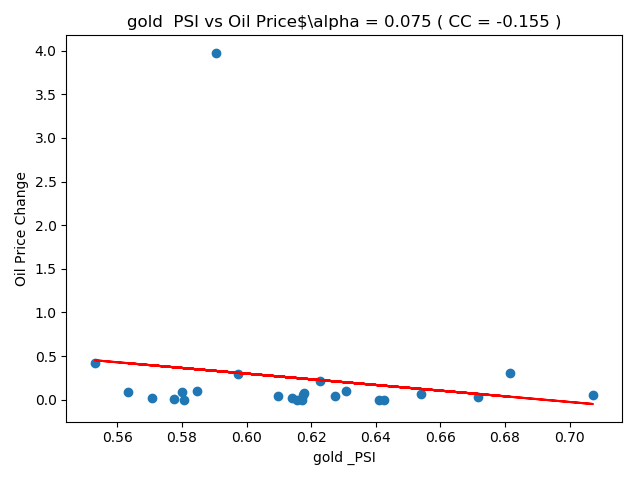 gold  PSI vs Oil Price$\alpha = 0.075 ( CC = -0.155 )
4.0
3.5
3.0
2.5
2.0
1.5
1.0
0.5
0.0
Oil Price Change
0.56 0.58 0.60 0.62 0.64 0.66 0.68 0.70
gold _PSI